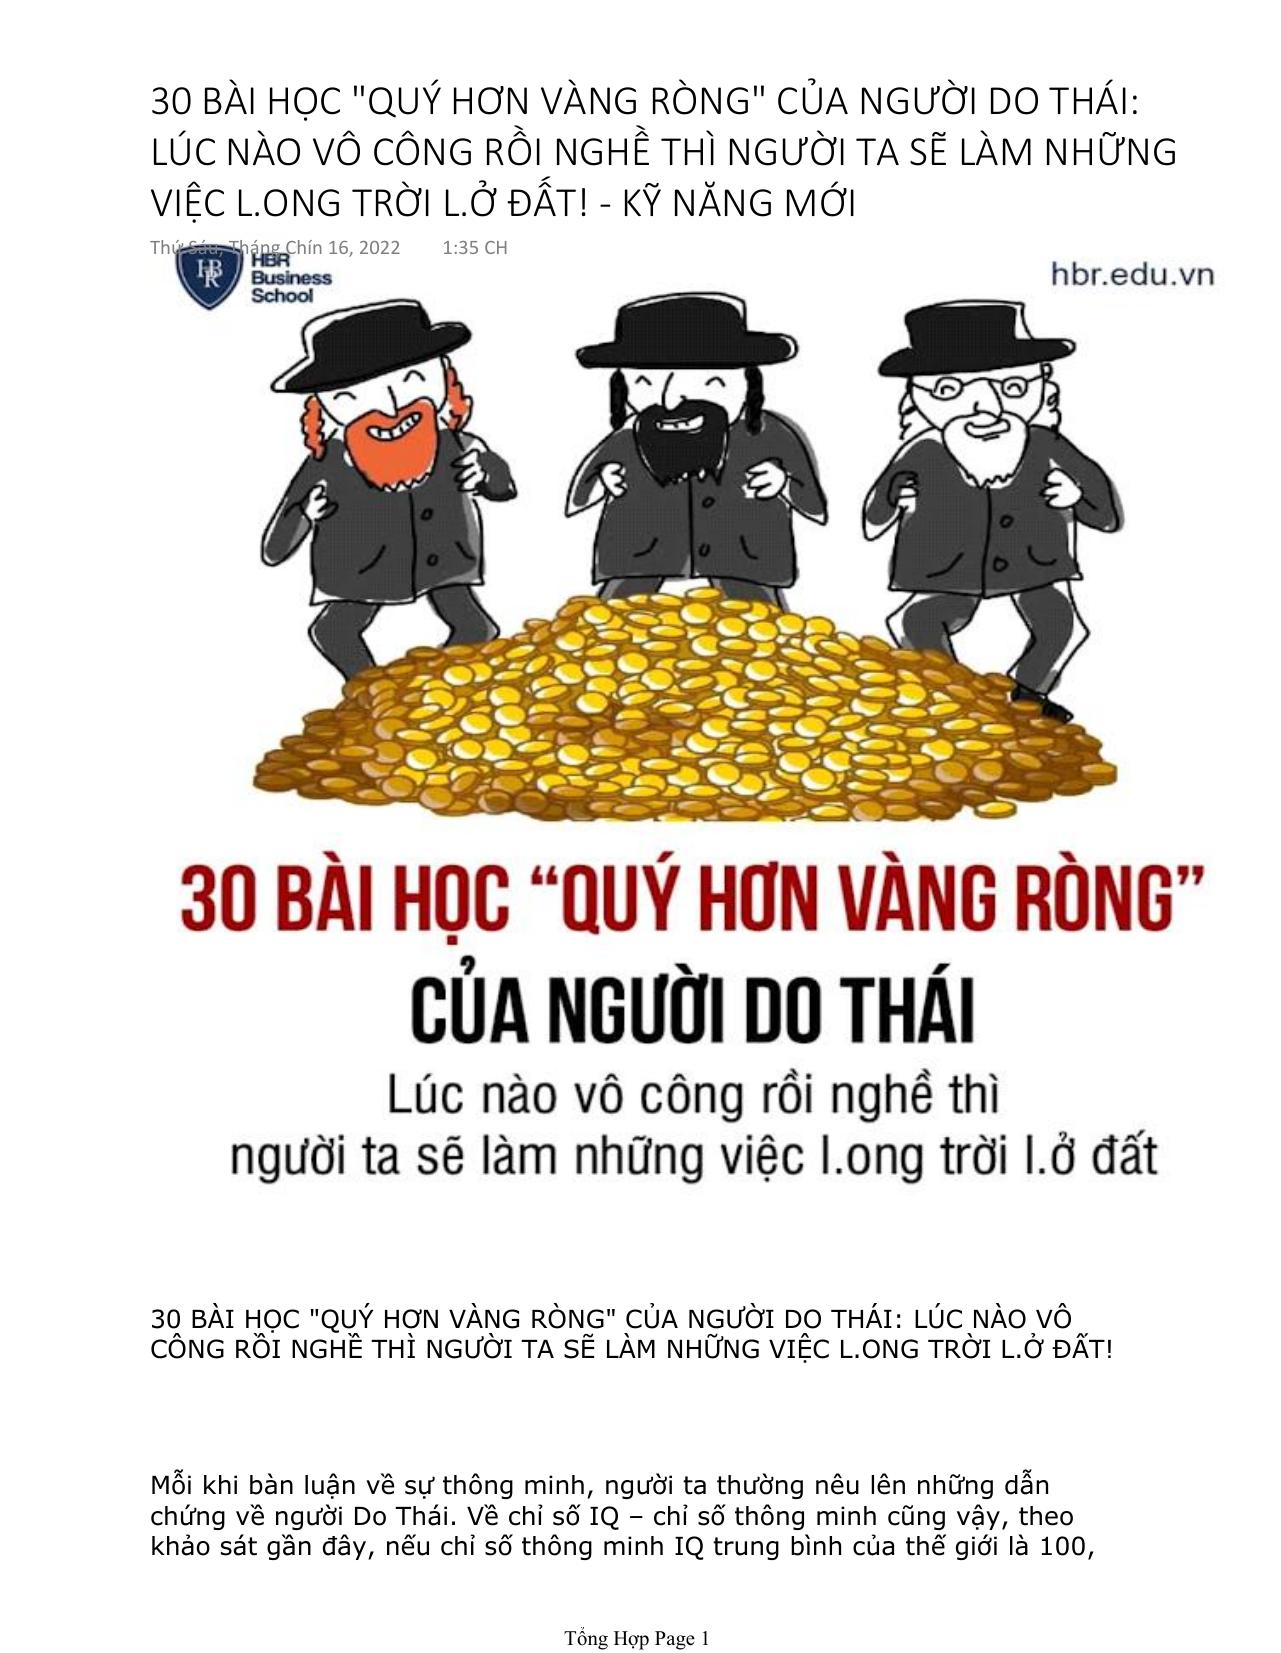 30 BÀI HỌC "QUÝ HƠN VÀNG RÒNG" CỦA NGƯỜI DO THÁI:
LÚC NÀO VÔ CÔNG RỒI NGHỀ THÌ NGƯỜI TA SẼ LÀM NHỮNG
VIỆC L.ONG TRỜI L.Ở ĐẤT! - KỸ NĂNG MỚI
Thứ Sáu, Tháng Chín 16, 2022 1:35 CH
HBR
HBR
Business
School
hbr.edu.vn
30 BÀI HỌC “QUÝ HƠN VÀNG RÒNG”
CỦA NGƯỜI DO THÁI
Lúc nào vô công rồi nghề thì
người ta sẽ làm những việc l.ong trời l.ở đất
30 BÀI HỌC "QUÝ HƠN VÀNG RÒNG" CỦA NGƯỜI DO THÁI: LÚC NÀO VÔ
CÔNG RỒI NGHỀ THÌ NGƯỜI TA SẼ LÀM NHỮNG VIỆC L.ONG TRỜI L.Ở ĐẤT!
Mỗi khi bàn luận về sự thông minh, người ta thường nêu lên những dẫn
chứng về người Do Thái. Về chỉ số IQ – chỉ số thông minh cũng vậy, theo
khảo sát gần đây, nếu chỉ số thông minh IQ trung bình của thế giới là 100,
Tổng Hợp Page 1